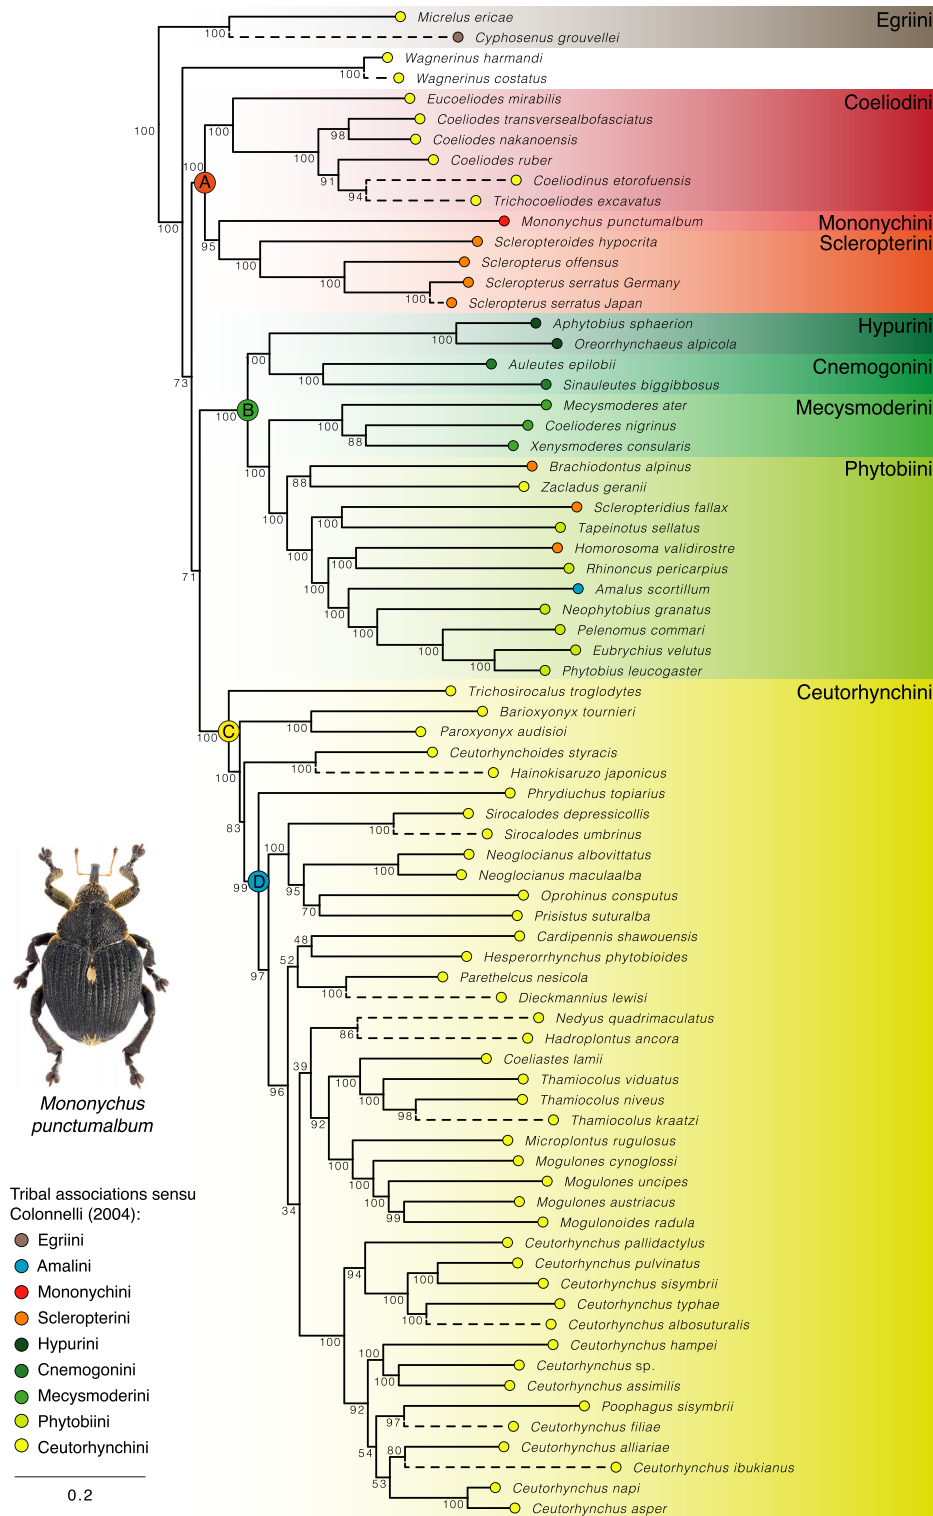 Micrelus ericae
Egriini
100
Cyphosenus grouvellei
Wagnerinus harmandi
100
Wagnerinus costatus
Eucoeliodes mirabilis
Coeliodini
100
Coeliodes transversealbofasciatus
100
98
Coeliodes nakanoensis
100
Coeliodes ruber
100
91
Coeliodinus etorofuensis
A
94
Trichocoeliodes excavatus
Mononychus punctumalbum
Mononychini
100
95
Scleropteroides hypocrita
Scleropterini
100
Scleropterus offensus
100
Scleropterus serratus Germany
100
Scleropterus serratus Japan
Aphytobius sphaerion
Hypurini
100
Oreorrhynchaeus alpicola
100
Auleutes epilobii
Cnemogonini
73
100
Sinauleutes biggibbosus
Mecysmoderes ater
Mecysmoderini
100
B
100
Coelioderes nigrinus
88
Xenysmoderes consularis
100
Brachiodontus alpinus
Phytobiini
88
Zacladus geranii
Scleropteridius fallax
100
100
Tapeinotus sellatus
Homorosoma validirostre
100
100
Rhinoncus pericarpius
71
100
Amalus scortillum
100
Neophytobius granatus
100
Pelenomus commari
100
Eubrychius velutus
100
Phytobius leucogaster
Trichosirocalus troglodytes
Ceutorhynchini
Barioxyonyx tournieri
100
C
100
Paroxyonyx audisioi
Ceutorhynchoides styracis
100
100
Hainokisaruzo japonicus
Phrydiuchus topiarius
Sirocalodes depressicollis
83
100
Sirocalodes umbrinus
100
Neoglocianus albovittatus
100
Neoglocianus maculaalba
99
D
95
Oprohinus consputus
70
Prisistus suturalba
Cardipennis shawouensis
48
52
Hesperorrhynchus phytobioides
97
Parethelcus nesicola
100
Dieckmannius lewisi
Nedyus quadrimaculatus
86
Hadroplontus ancora
Coeliastes lamii
39
100
Thamiocolus viduatus
96
100
Thamiocolus niveus
98
Thamiocolus kraatzi
92
Microplontus rugulosus
100
Mogulones cynoglossi
100
Mogulones uncipes
100
Mogulones austriacus
34
99
Mogulonoides radula
Ceutorhynchus pallidactylus
Ceutorhynchus pulvinatus
94
100
Ceutorhynchus sisymbrii
100
Ceutorhynchus typhae
100
Ceutorhynchus albosuturalis
100
Ceutorhynchus hampei
100
Ceutorhynchus sp.
100
Ceutorhynchus assimilis
92
Poophagus sisymbrii
97
Ceutorhynchus filiae
54
80
Ceutorhynchus alliariae
Ceutorhynchus ibukianus
53
Ceutorhynchus napi
100
Ceutorhynchus asper
Mononychus
punctumalbum
Tribal associations sensu
Colonnelli (2004):
Egriini
Amalini
Mononychini
Scleropterini
Hypurini
Cnemogonini
Mecysmoderini
Phytobiini
Ceutorhynchini
0.2